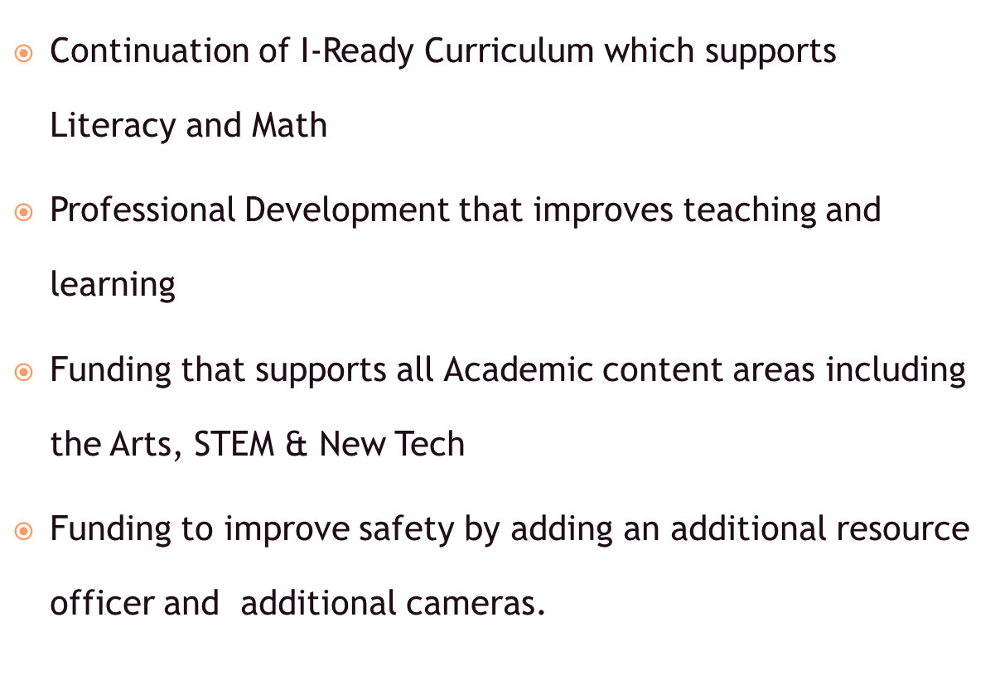 Continuation of I-Ready Curriculum which supports
Literacy and Math
Professional Development that improves teaching and
learning
Funding that supports all Academic content areas including
the Arts, STEM & New Tech
Funding to improve safety by adding an additional resource
officer and  additional cameras.